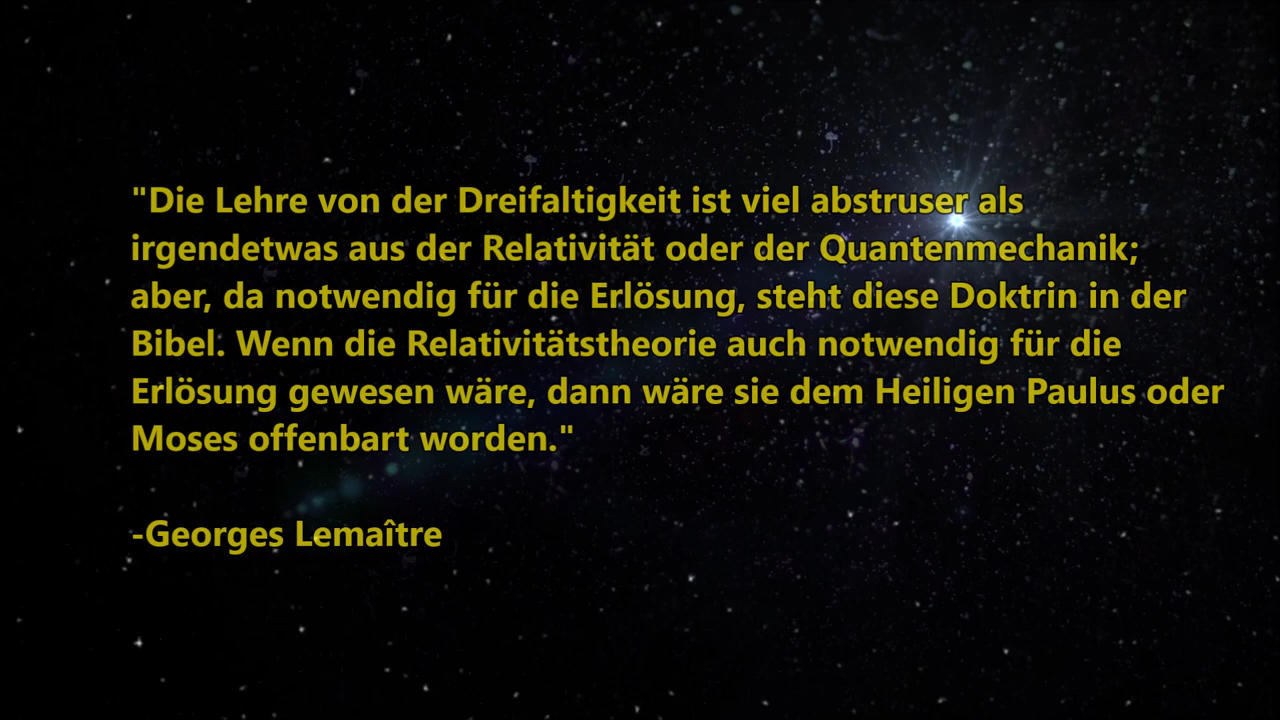 "Die Lehre von der Dreifaltigkeit ist viel abstruser als
irgendetwas aus der Relativität oder der Quantenmechanik;
aber, da notwendig für die Erlösung, steht diese Doktrin in der
Bibel. Wenn die Relativitätstheorie auch notwendig für die
Erlösung gewesen wäre, dann wäre sie dem Heiligen Paulus oder
Moses offenbart worden."
-Georges Lemaître